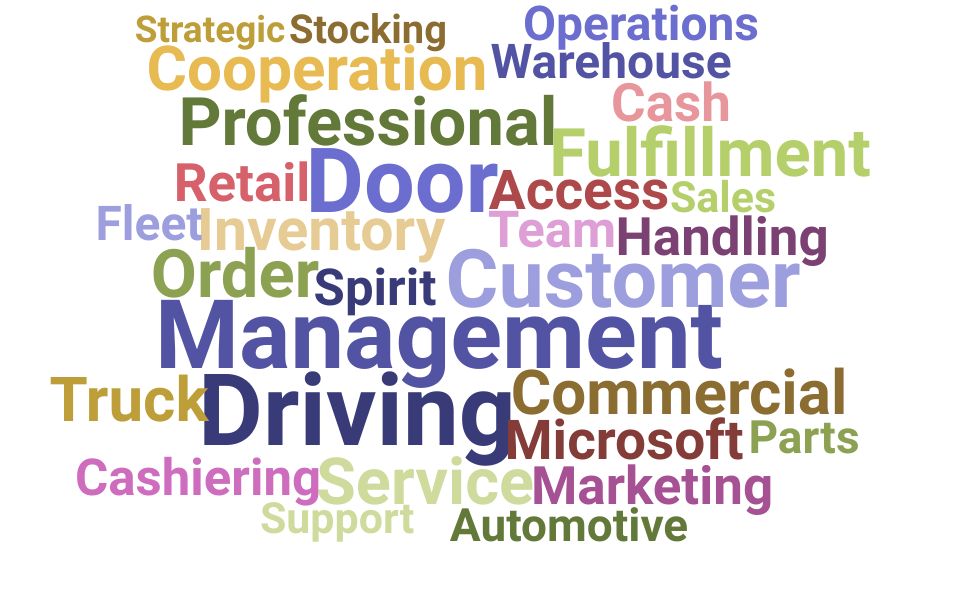 Strategic Stocking Operations
Cooperation Warehouse
Professional Cash
Fulfillment
Retail Door Access Sales
Fleet Inventory Team Handling
Order Spirit Customer
Management
Truck Driving Commercial
Microsoft Parts
Cashiering Service Marketing
Support Automotive